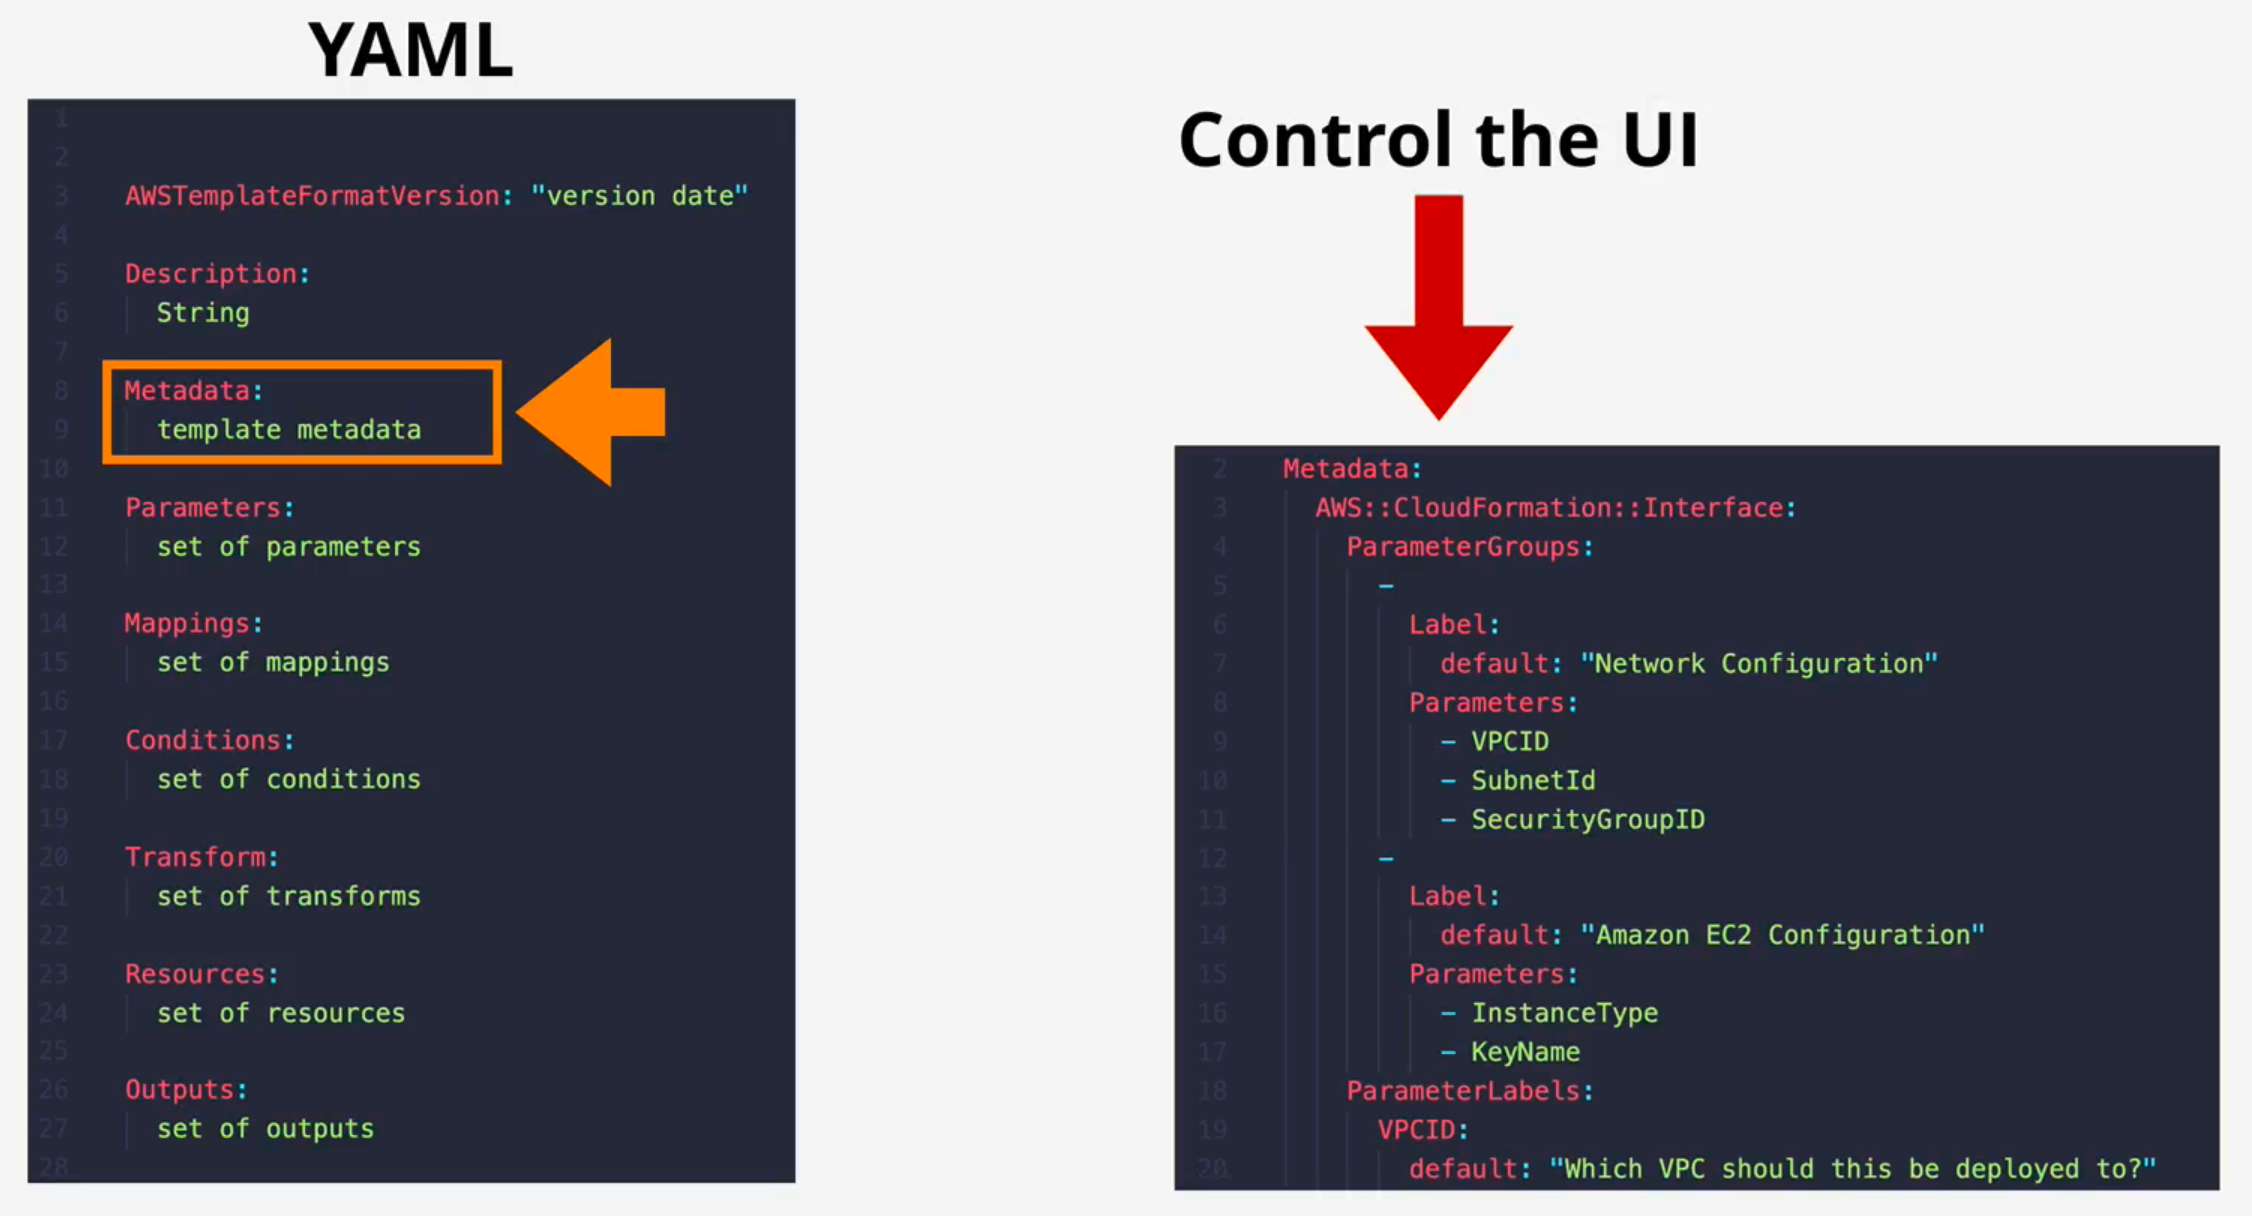 YAML
1
2
3 AWSTemplateFormatVersion: "version date"
4
5 Description:
6 String
7
8 Metadata:
9 template metadata
10
11 Parameters:
12 set of parameters
13
14 Mappings:
15 set of mappings
16
17 Conditions:
18 set of conditions
19
20 Transform:
21 set of transforms
22
23 Resources:
24 set of resources
25
26 Outputs:
27 set of outputs
28
Control the UI
2 Metadata:
3 AWS::CloudFormation::Interface:
4 ParameterGroups:
5 -
6 Label:
7 default: "Network Configuration"
8 Parameters:
9 - VPCID
10 - SubnetId
11 - SecurityGroupID
12 -
13 Label:
14 default: "Amazon EC2 Configuration"
15 Parameters:
16 - InstanceType
17 - KeyName
18 ParameterLabels:
19 VPCID:
20 default: "Which VPC should this be deployed to?"